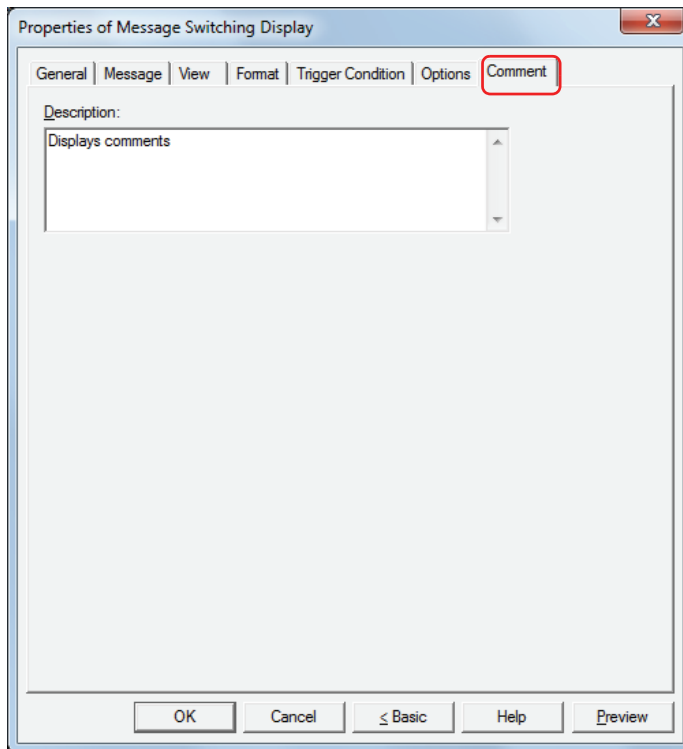 Properties of Message Switching Display
General Message View Format Trigger Condition Options Comment
Description:
Displays comments
OK Cancel < Basic Help Preview